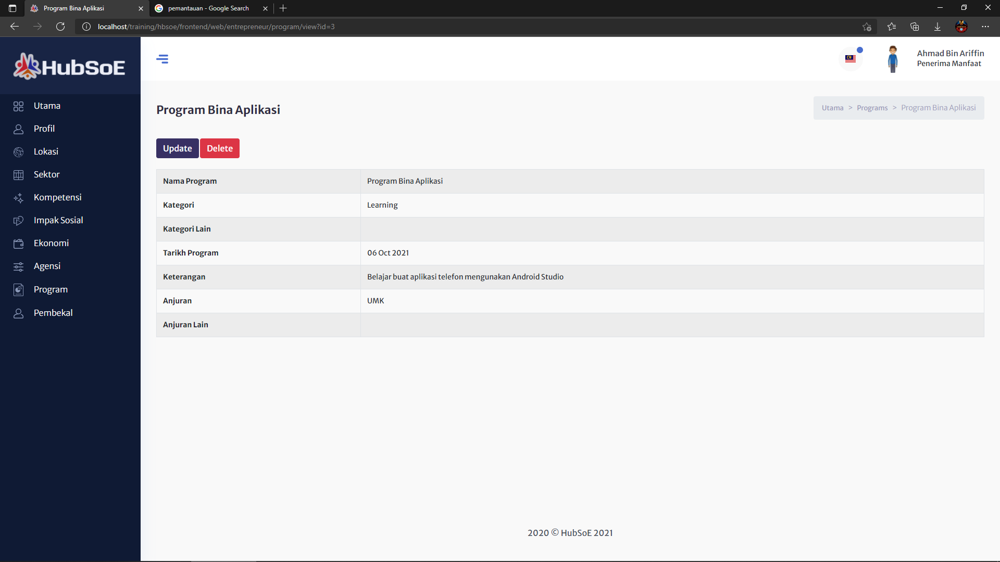 Program Bina Aplikasi
pemantauan - Google Search
localhost/training/hbsoe/frontend/web/entrepreneur/program/view?id=3
HubSoE
Ahmad Bin Ariffin
Penerima Manfaat
Utama
Profil
Lokasi
Sektor
Kompetensi
Impak Sosial
Ekonomi
Agensi
Program
Pembekal
Program Bina Aplikasi
Utama > Programs > Program Bina Aplikasi
Update Delete
Nama Program Program Bina Aplikasi
Kategori Learning
Kategori Lain
Tarikh Program 06 Oct 2021
Keterangan Belajar buat aplikasi telefon mengunakan Android Studio
Anjuran UMK
Anjuran Lain
2020 © HubSoE 2021